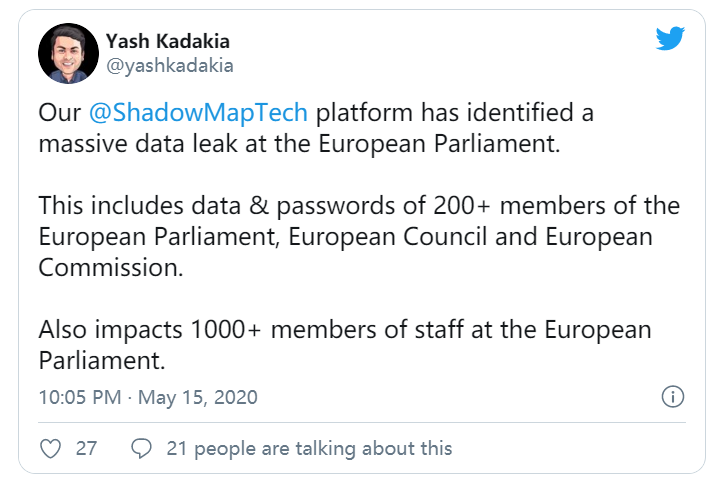 Yash Kadakia
@yashkadakia
Our @ShadowMapTech platform has identified a
massive data leak at the European Parliament.
This includes data & passwords of 200+ members of the
European Parliament, European Council and European
Commission.
Also impacts 1000+ members of staff at the European
Parliament.
10:05 PM · May 15, 2020
27
21 people are talking about this